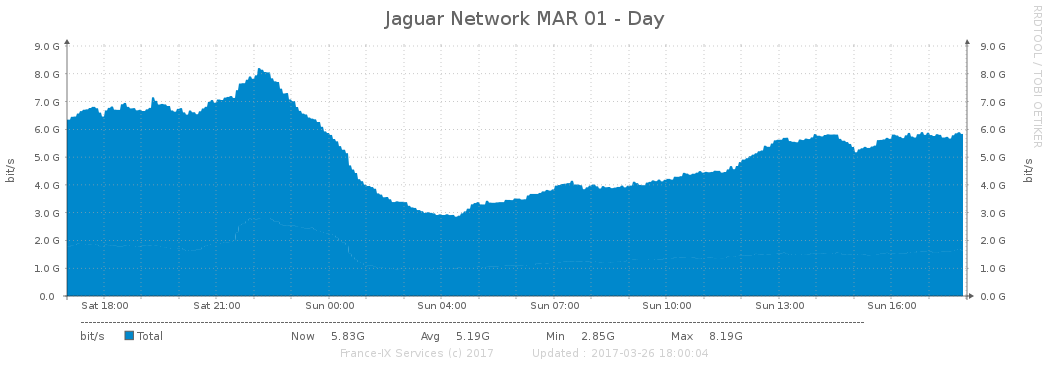 Jaguar Network MAR 01 - Day
RRDTOOL / TOBI OETIKER
bit/s
9.0 G 9.0 G
8.0 G 8.0 G
7.0 G 7.0 G
6.0 G 6.0 G
5.0 G 5.0 G
4.0 G 4.0 G
3.0 G 3.0 G
2.0 G 2.0 G
1.0 G 1.0 G
0.0 0.0 G
bit/s
Sat 18:00 Sat 21:00 Sun 00:00 Sun 04:00 Sun 07:00 Sun 10:00 Sun 13:00 Sun 16:00
bit/s Total Now 5.83G Avg 5.19G Min 2.85G Max 8.19G
France-IX Services (c) 2017 Updated : 2017-03-26 18:00:04